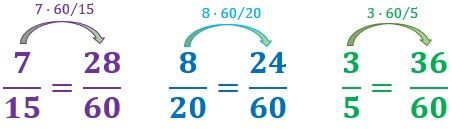 7 · 60/15
8 · 60/20
3 · 60/5
7/15 = 28/60
8/20 = 24/60
3/5 = 36/60